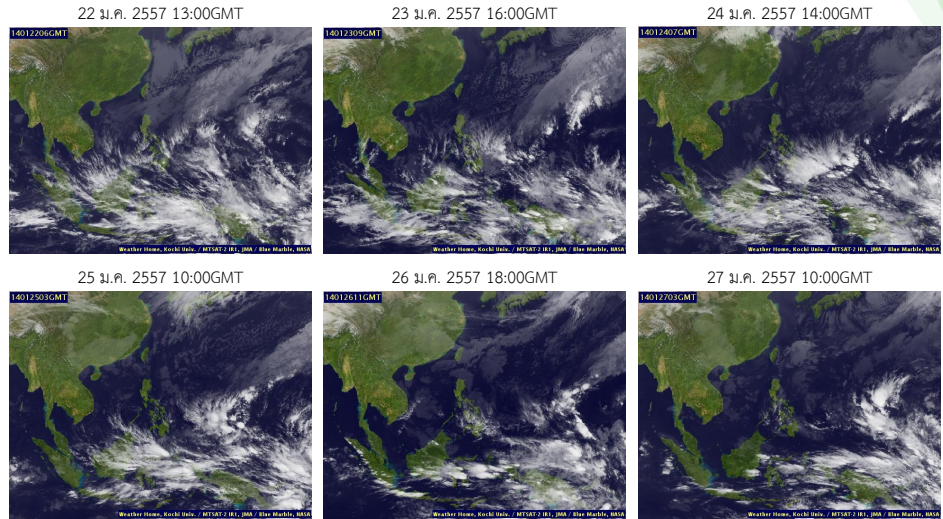 22 ม.ค. 2557 13:00GMT
23 ม.ค. 2557 16:00GMT
24 ม.ค. 2557 14:00GMT
14012206GMT
14012309GMT
14012407GMT
Weather Home, Kochi Univ. / MTSAT-2 IR1, JMA / Blue Marble, NASA
Weather Home, Kochi Univ. / MTSAT-2 IR1, JMA / Blue Marble, NASA
Weather Home, Kochi Univ. / MTSAT-2 IR1, JMA / Blue Marble, NASA
25 ม.ค. 2557 10:00GMT
26 ม.ค. 2557 18:00GMT
27 ม.ค. 2557 10:00GMT
14012503GMT
14012611GMT
14012703GMT
Weather Home, Kochi Univ. / MTSAT-2 IR1, JMA / Blue Marble, NASA
Weather Home, Kochi Univ. / MTSAT-2 IR1, JMA / Blue Marble, NASA
Weather Home, Kochi Univ. / MTSAT-2 IR1, JMA / Blue Marble, NASA